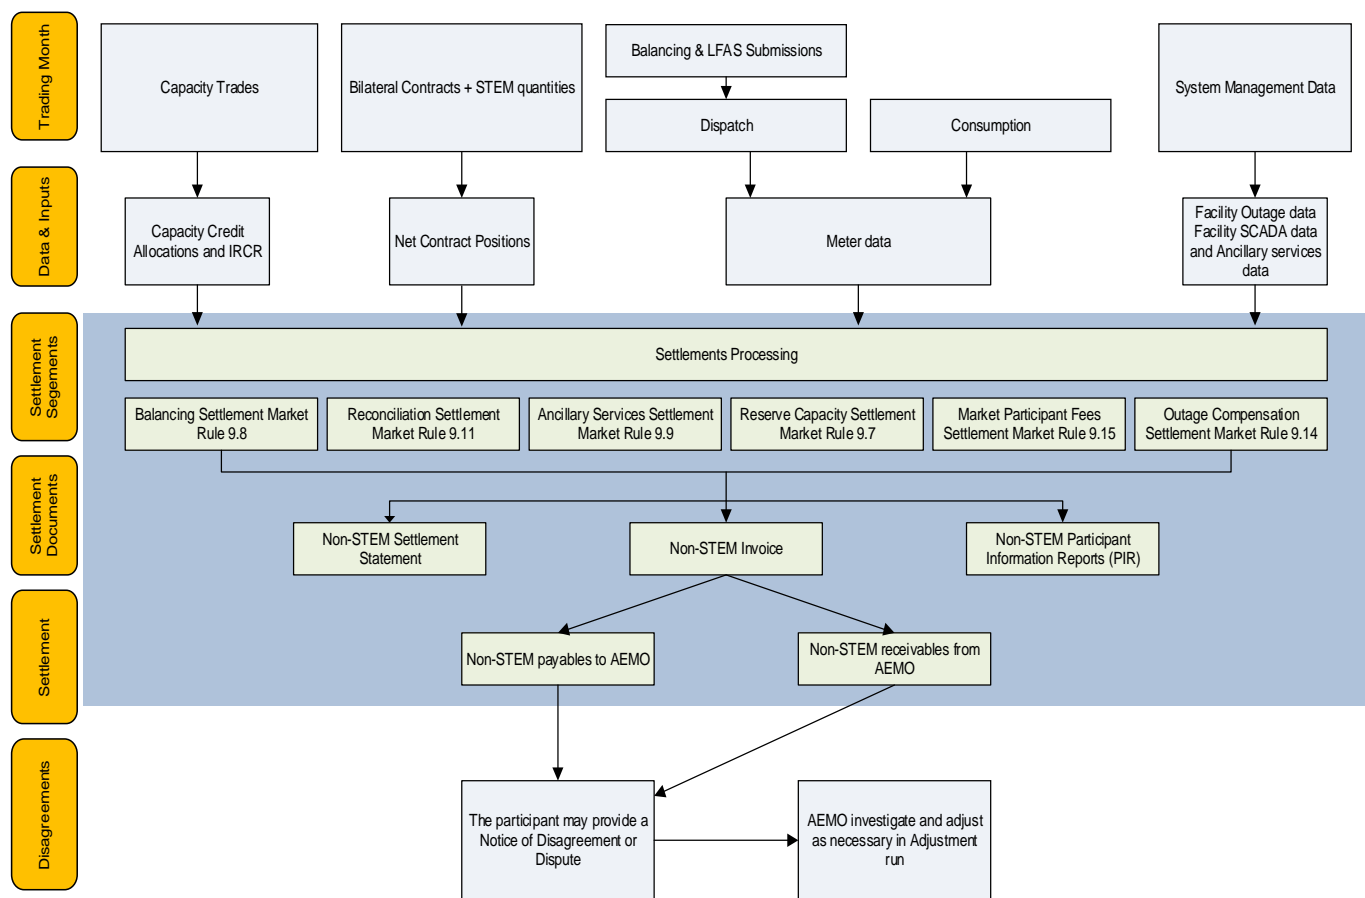 Trading Month
Capacity Trades
Bilateral Contracts + STEM quantities
Balancing & LFAS Submissions
Dispatch
Consumption
System Management Data
Data & Inputs
Capacity Credit
Allocations and IRCR
Net Contract Positions
Meter data
Facility Outage data
Facility SCADA data
and Ancillary services
data
Settlement
Segements
Settlements Processing
Balancing Settlement Market
Rule 9.8
Reconciliation Settlement
Market Rule 9.11
Ancillary Services Settlement
Market Rule 9.9
Reserve Capacity Settlement
Market Rule 9.7
Market Participant Fees
Settlement Market Rule 9.15
Outage Compensation
Settlement Market Rule 9.14
Settlement
Documents
Non-STEM Settlement
Statement
Non-STEM Invoice
Non-STEM Participant
Information Reports (PIR)
Settlement
Non-STEM payables to AEMO
Non-STEM receivables from
AEMO
Disagreements
The participant may provide a
Notice of Disagreement or
Dispute
AEMO investigate and adjust
as necessary in Adjustment
run